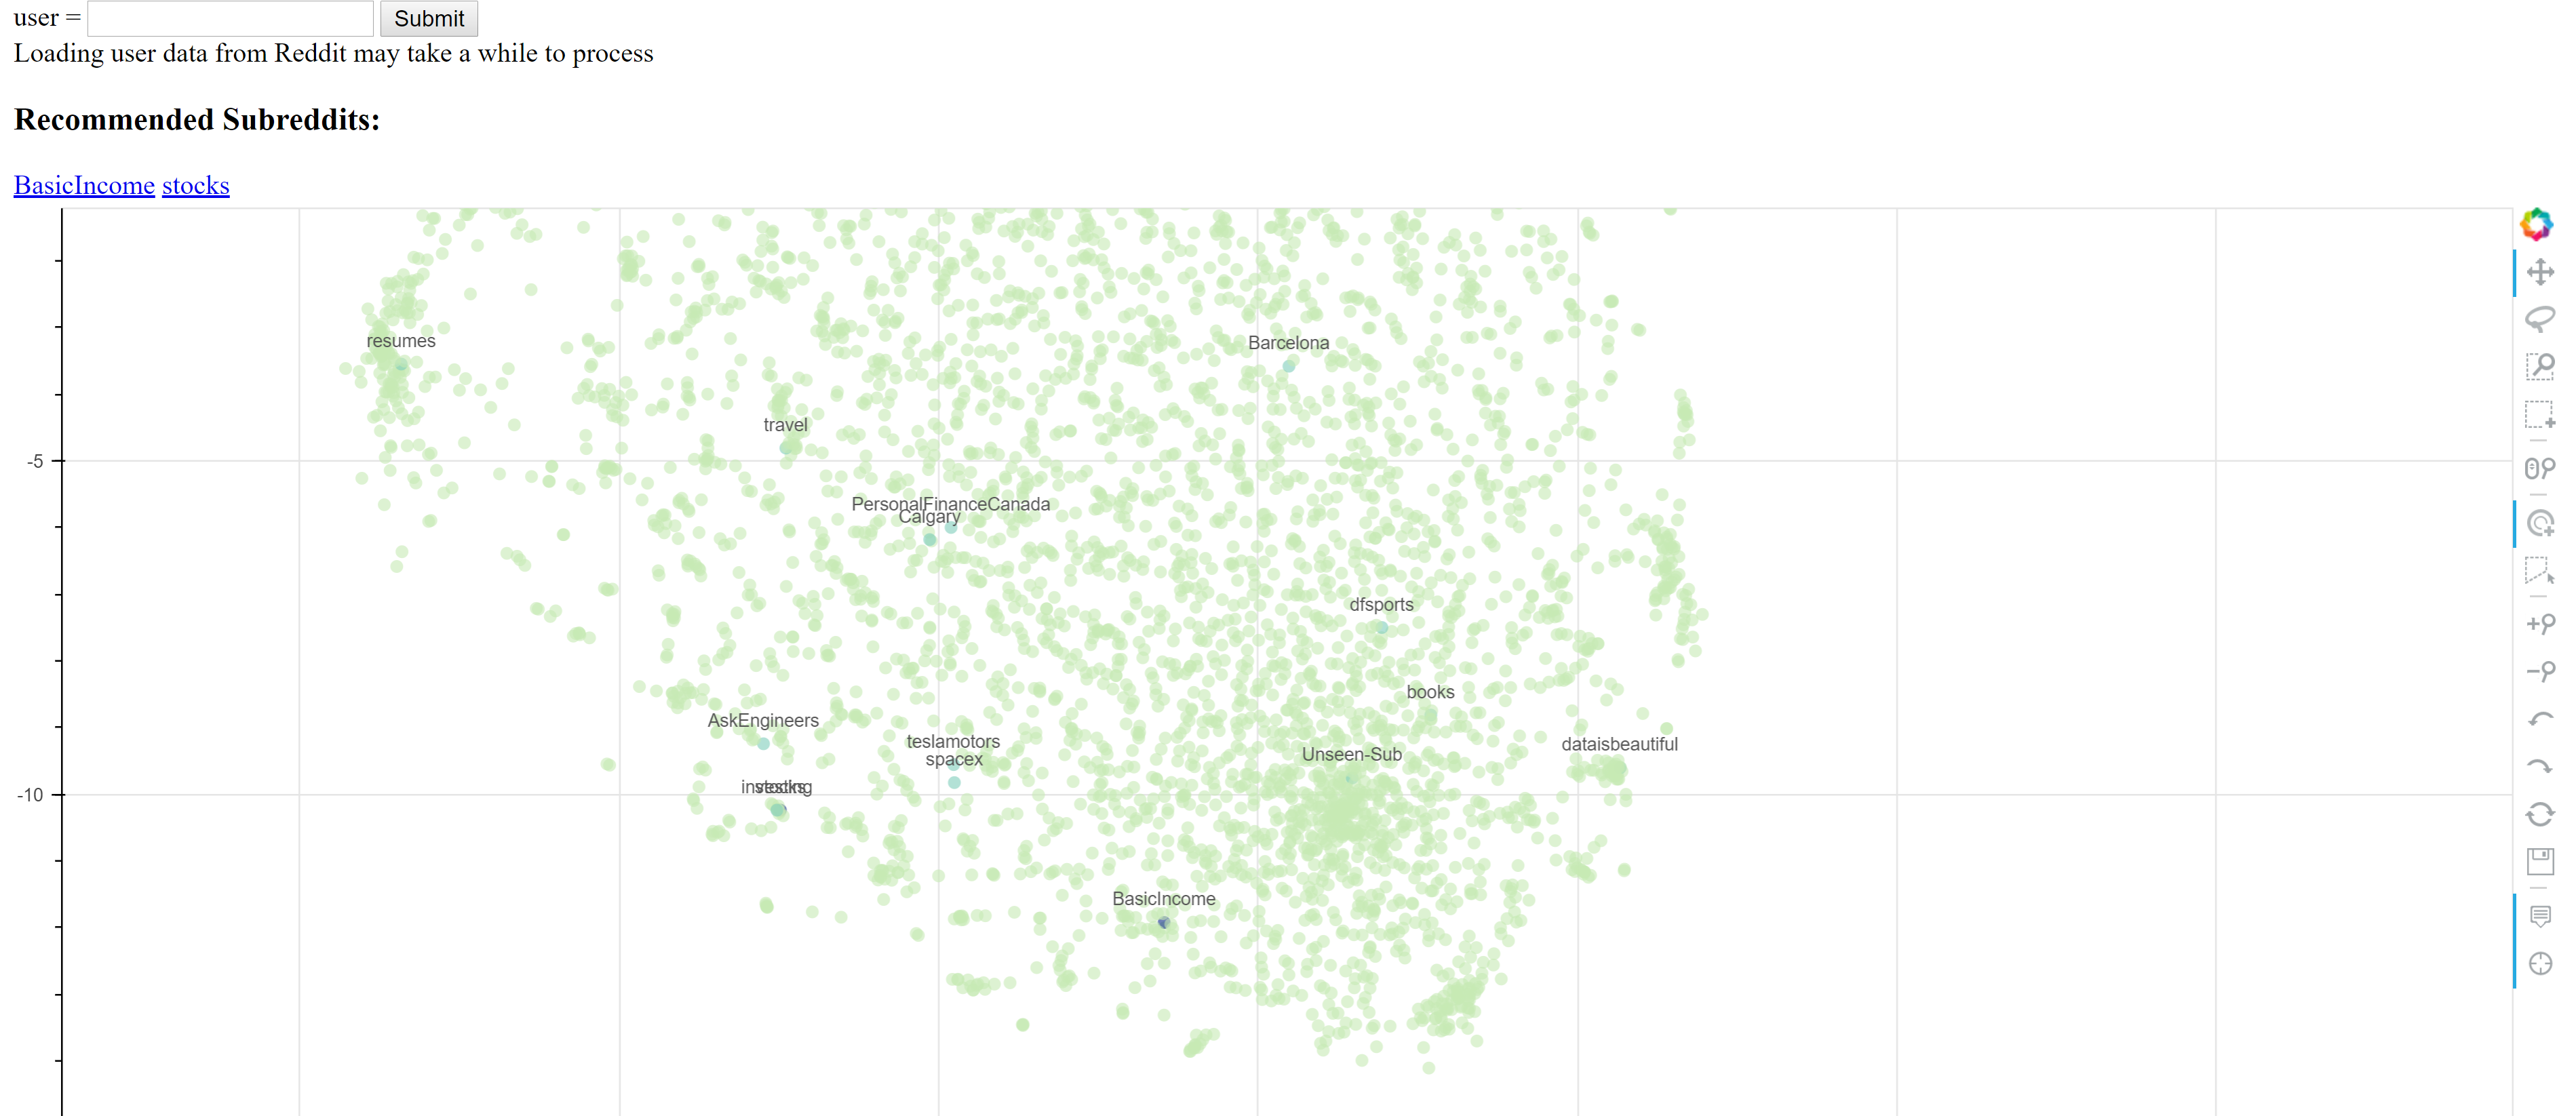 user = Submit
Loading user data from Reddit may take a while to process
Recommended Subreddits:
BasicIncome stocks
resumes
Barcelona
travel
-5
PersonalFinanceCanada
Calgary
dfsports
books
AskEngineers
teslamotors
dataisbeautiful
Unseen-Sub
spacex
investing
stocks
-10
BasicIncome